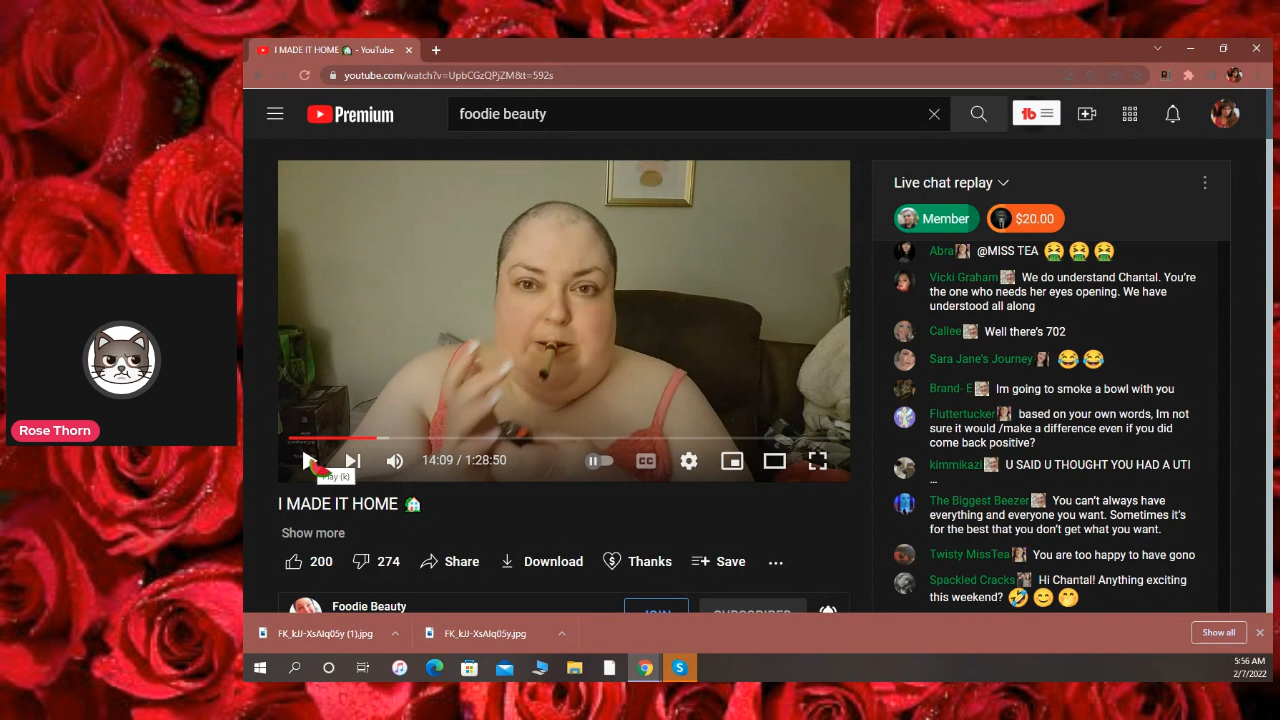 I MADE IT HOME 🏠 - YouTube
youtube.com/watch?v=UpbCGzQPjZM&t=592s
Premium
foodie beauty
tb
Live chat replay
Member
$20.00
Abra @MISS TEA 🤮🤮🤮
Vicki Graham We do understand Chantal. You're
the one who needs her eyes opening. We have
understood all along
Callee Well there's 702
Sara Jane's Journey 😂😂
Brand- E Im going to smoke a bowl with you
Fluttertucker based on your own words, Im not
sure it would /make a difference even if you did
come back positive?
kimmikazi U SAID U THOUGHT YOU HAD A UTI
...
The Biggest Beezer You can't always have
everything and everyone you want. Sometimes it's
for the best that you don't get what you want.
Twisty MissTea You are too happy to have gono
Spackled Cracks Hi Chantal! Anything exciting
this weekend? 🤣😊🤭
Rose Thorn
14:09 / 1:28:50
CC
Play (k)
I MADE IT HOME 🏠
Show more
200
274
Share
Download
Thanks
Save
Foodie Beauty
JOIN
SUBSCRIBED
FK_kJJ-XsAIq05y (1).jpg
FK_kJJ-XsAIq05y.jpg
Show all
5:56 AM
2/7/2022